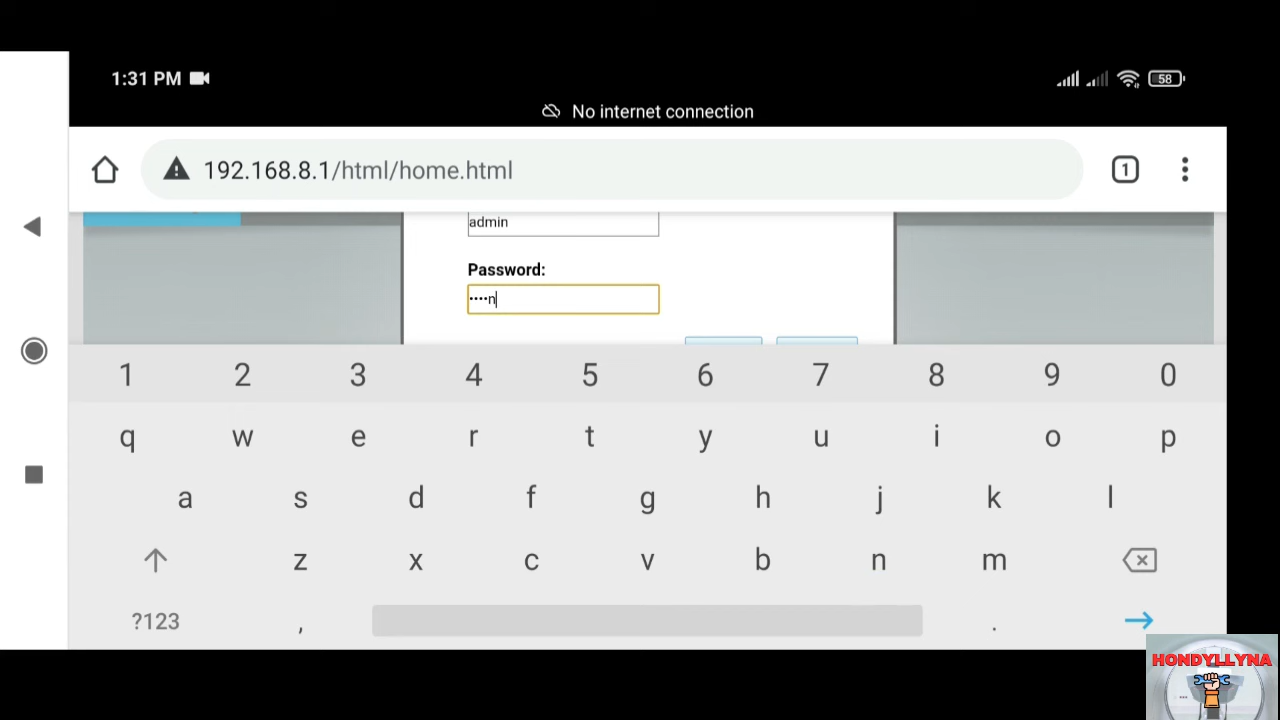 1:31 PM 58
No internet connection
192.168.8.1/html/home.html 1
admin
Password:
••••n
1 2 3 4 5 6 7 8 9 0
q w e r t y u i o p
a s d f g h j k l
z x c v b n m
?123 , .
HONDYLLYNA